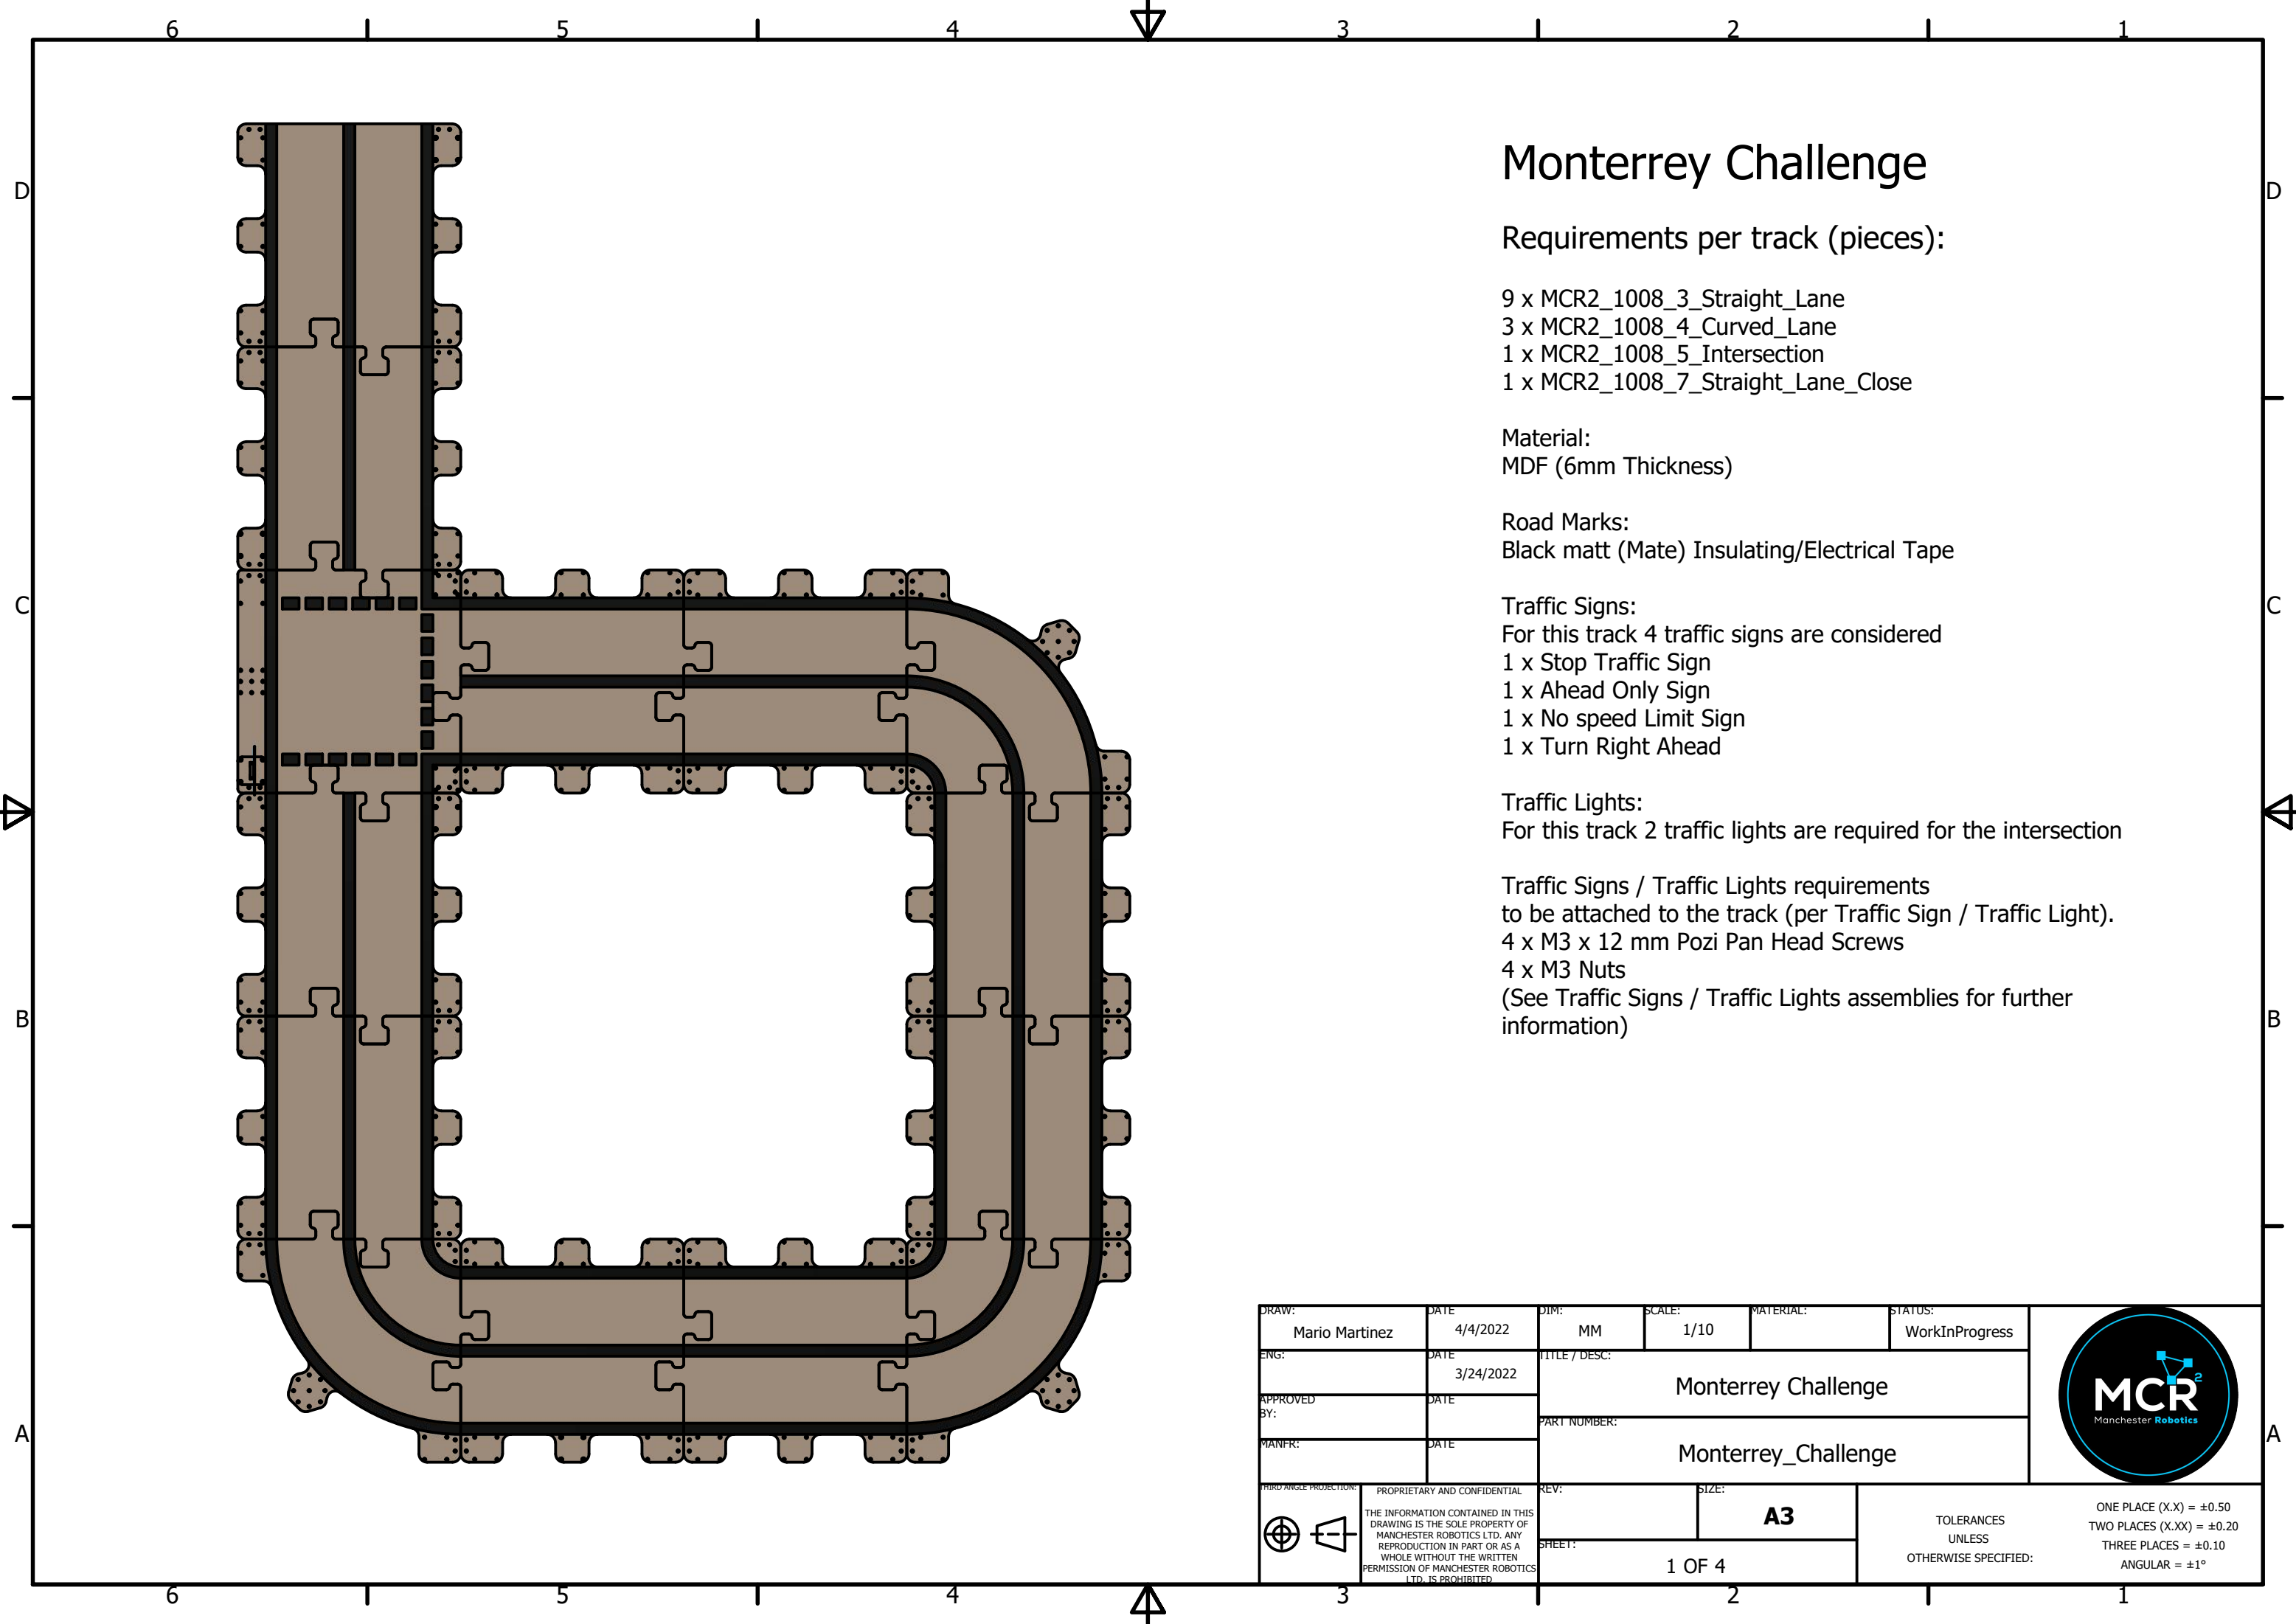 6 5 4 3 2 1
D D
C C
B B
A A
Monterrey Challenge
Requirements per track (pieces):
9 x MCR2_1008_3_Straight_Lane
3 x MCR2_1008_4_Curved_Lane
1 x MCR2_1008_5_Intersection
1 x MCR2_1008_7_Straight_Lane_Close
Material:
MDF (6mm Thickness)
Road Marks:
Black matt (Mate) Insulating/Electrical Tape
Traffic Signs:
For this track 4 traffic signs are considered
1 x Stop Traffic Sign
1 x Ahead Only Sign
1 x No speed Limit Sign
1 x Turn Right Ahead
Traffic Lights:
For this track 2 traffic lights are required for the intersection
Traffic Signs / Traffic Lights requirements
to be attached to the track (per Traffic Sign / Traffic Light).
4 x M3 x 12 mm Pozi Pan Head Screws
4 x M3 Nuts
(See Traffic Signs / Traffic Lights assemblies for further
information)
DRAW:
Mario Martinez
DATE
4/4/2022
DIM:
MM
SCALE:
1/10
MATERIAL:
STATUS:
WorkInProgress
ENG:
DATE
3/24/2022
TITLE / DESC:
Monterrey Challenge
APPROVED
BY:
DATE
PART NUMBER:
Monterrey_Challenge
MANFR:
DATE
MCR2
Manchester Robotics
THIRD ANGLE PROJECTION:
PROPRIETARY AND CONFIDENTIAL
THE INFORMATION CONTAINED IN THIS
DRAWING IS THE SOLE PROPERTY OF
MANCHESTER ROBOTICS LTD. ANY
REPRODUCTION IN PART OR AS A
WHOLE WITHOUT THE WRITTEN
PERMISSION OF MANCHESTER ROBOTICS
LTD. IS PROHIBITED
REV:
SIZE:
A3
SHEET:
1 OF 4
TOLERANCES
UNLESS
OTHERWISE SPECIFIED:
ONE PLACE (X.X) = ±0.50
TWO PLACES (X.XX) = ±0.20
THREE PLACES = ±0.10
ANGULAR = ±1°
6 5 4 3 2 1